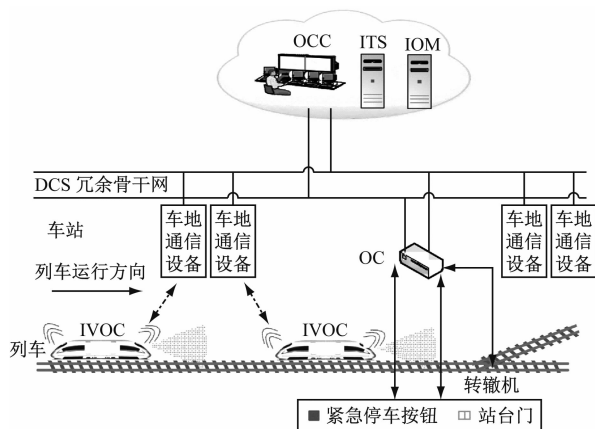 OCC ITS IOM
DCS 冗余骨干网
车站
车地
通信
设备
车地
通信
设备
OC
车地
通信
设备
车地
通信
设备
列车运行方向
IVOC
IVOC
列车
转辙机
紧急停车按钮 站台门